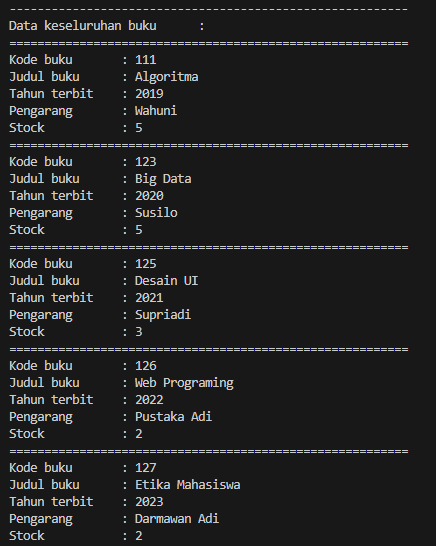 ---------------------------------------------------------
Data keseluruhan buku      :
=========================================================
Kode buku       : 111
Judul buku      : Algoritma
Tahun terbit    : 2019
Pengarang       : Wahuni
Stock           : 5
=========================================================
Kode buku       : 123
Judul buku      : Big Data
Tahun terbit    : 2020
Pengarang       : Susilo
Stock           : 5
=========================================================
Kode buku       : 125
Judul buku      : Desain UI
Tahun terbit    : 2021
Pengarang       : Supriadi
Stock           : 3
=========================================================
Kode buku       : 126
Judul buku      : Web Programing
Tahun terbit    : 2022
Pengarang       : Pustaka Adi
Stock           : 2
=========================================================
Kode buku       : 127
Judul buku      : Etika Mahasiswa
Tahun terbit    : 2023
Pengarang       : Darmawan Adi
Stock           : 2